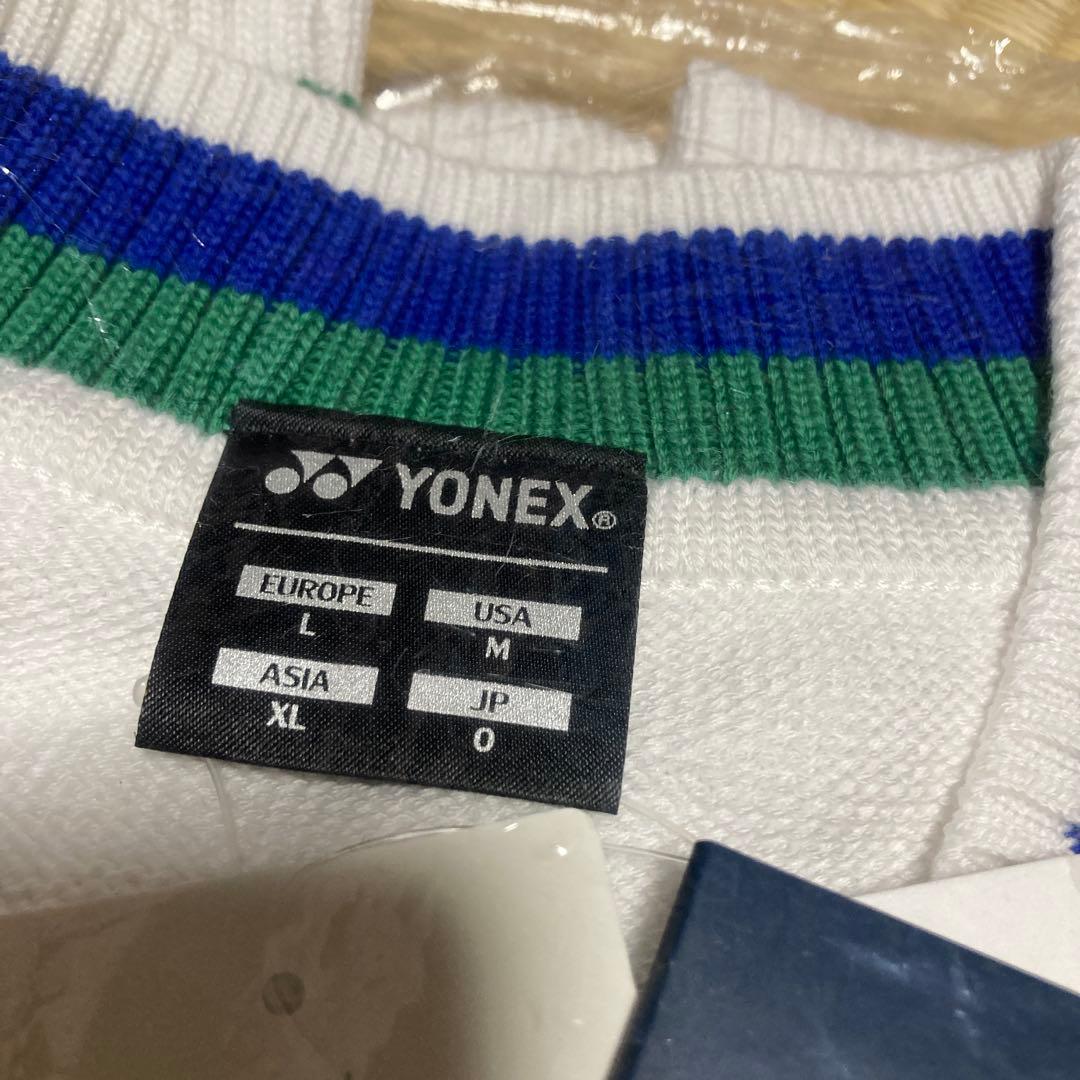 YONEX®
EUROPE USA
L M
ASIA JP
XL O